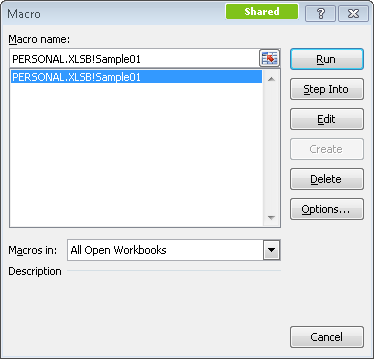 Macro
Shared
Macro name:
PERSONAL.XLSB!Sample01
PERSONAL.XLSB!Sample01
Run
Step Into
Edit
Create
Delete
Options...
Macros in:
All Open Workbooks
Description
Cancel